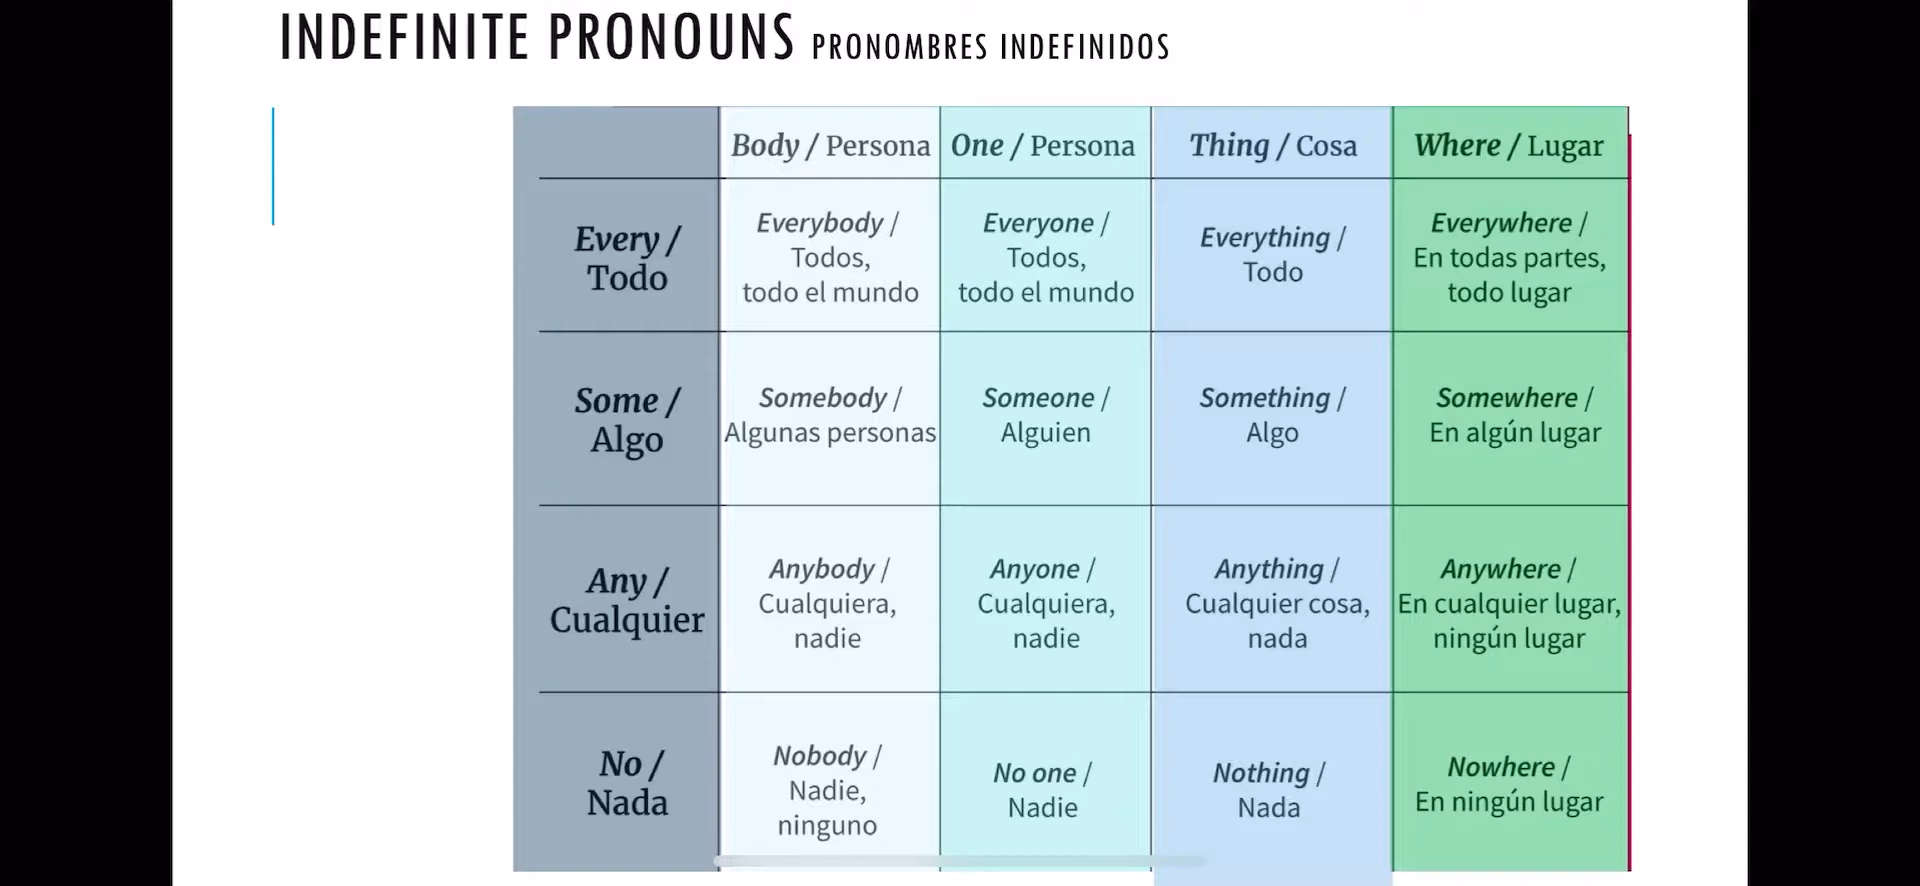 INDEFINITE PRONOUNS PRONOMBRES INDEFINIDOS
Body / Persona
One / Persona
Thing / Cosa
Where / Lugar
Every /
Todo
Everybody /
Todos,
todo el mundo
Everyone /
Todos,
todo el mundo
Everything /
Todo
Everywhere /
En todas partes,
todo lugar
Some /
Algo
Somebody /
Algunas personas
Someone /
Alguien
Something /
Algo
Somewhere /
En algún lugar
Any /
Cualquier
Anybody /
Cualquiera,
nadie
Anyone /
Cualquiera,
nadie
Anything /
Cualquier cosa,
nada
Anywhere /
En cualquier lugar,
ningún lugar
No /
Nada
Nobody /
Nadie,
ninguno
No one /
Nadie
Nothing /
Nada
Nowhere /
En ningún lugar